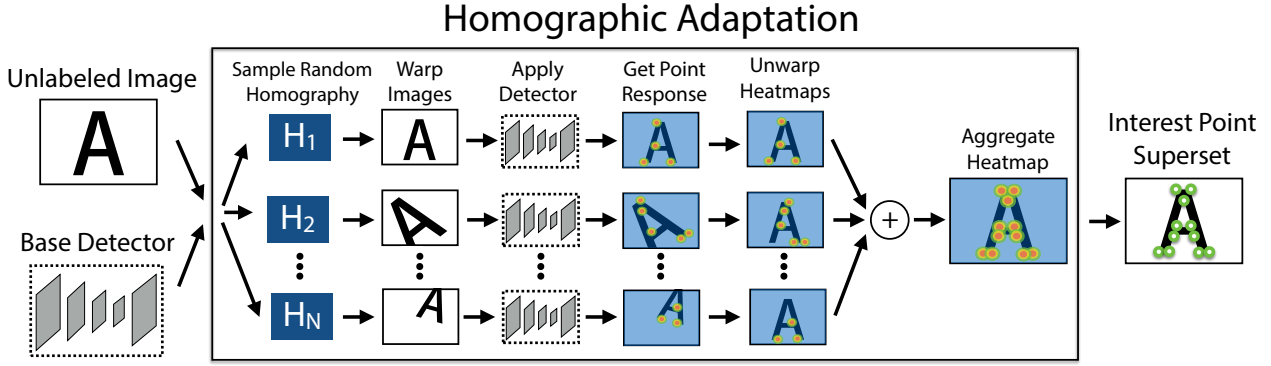 Homographic Adaptation
Unlabeled Image
A
Base Detector
Sample Random
Homography
Warp
Images
Apply
Detector
Get Point
Response
Unwarp
Heatmaps
H1
A
A
A
H2
A
A
A
HN
A
A
A
+
Aggregate
Heatmap
A
Interest Point
Superset
A